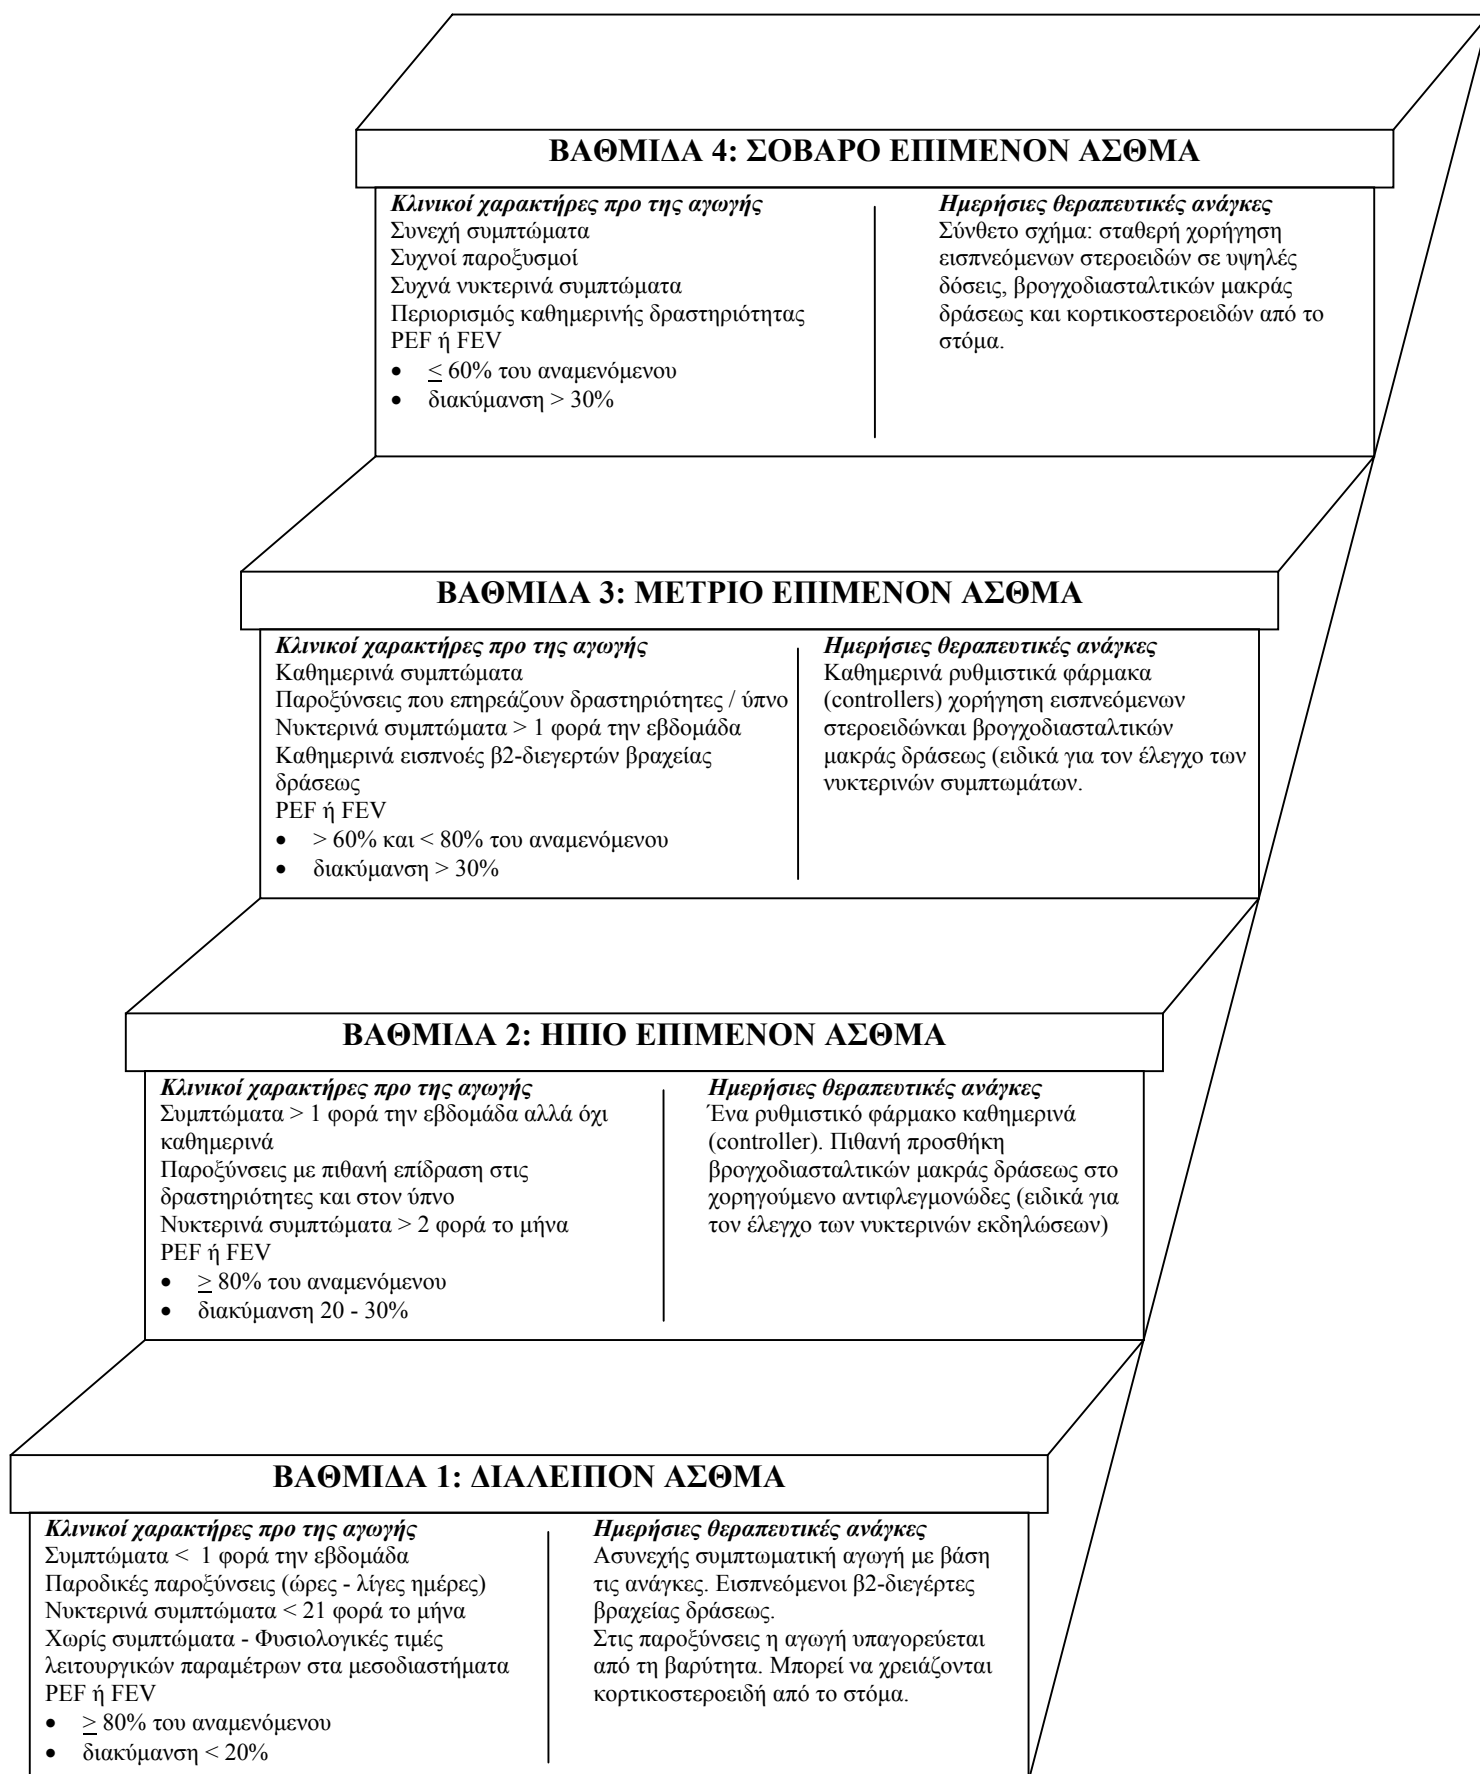 ΒΑΘΜΙΔΑ 4: ΣΟΒΑΡΟ ΕΠΙΜΕΝΟΝ ΑΣΘΜΑ
Κλινικοί χαρακτήρες προ της αγωγής
Συνεχή συμπτώματα
Συχνοί παροξυσμοί
Συχνά νυκτερινά συμπτώματα
Περιορισμός καθημερινής δραστηριότητας
PEF ή FEV
• ≤ 60% του αναμενόμενου
• διακύμανση > 30%
Ημερήσιες θεραπευτικές ανάγκες
Σύνθετο σχήμα: σταθερή χορήγηση
εισπνεόμενων στεροειδών σε υψηλές
δόσεις, βρογχοδιασταλτικών μακράς
δράσεως και κορτικοστεροειδών από το
στόμα.
ΒΑΘΜΙΔΑ 3: ΜΕΤΡΙΟ ΕΠΙΜΕΝΟΝ ΑΣΘΜΑ
Κλινικοί χαρακτήρες προ της αγωγής
Καθημερινά συμπτώματα
Παροξύνσεις που επηρεάζουν δραστηριότητες / ύπνο
Νυκτερινά συμπτώματα > 1 φορά την εβδομάδα
Καθημερινά εισπνοές β2-διεγερτών βραχείας
δράσεως
PEF ή FEV
• > 60% και < 80% του αναμενόμενου
• διακύμανση > 30%
Ημερήσιες θεραπευτικές ανάγκες
Καθημερινά ρυθμιστικά φάρμακα
(controllers) χορήγηση εισπνεόμενων
στεροειδώνκαι βρογχοδιασταλτικών
μακράς δράσεως (ειδικά για τον έλεγχο των
νυκτερινών συμπτωμάτων.
ΒΑΘΜΙΔΑ 2: ΗΠΙΟ ΕΠΙΜΕΝΟΝ ΑΣΘΜΑ
Κλινικοί χαρακτήρες προ της αγωγής
Συμπτώματα > 1 φορά την εβδομάδα αλλά όχι
καθημερινά
Παροξύνσεις με πιθανή επίδραση στις
δραστηριότητες και στον ύπνο
Νυκτερινά συμπτώματα > 2 φορά το μήνα
PEF ή FEV
• ≥ 80% του αναμενόμενου
• διακύμανση 20 - 30%
Ημερήσιες θεραπευτικές ανάγκες
Ένα ρυθμιστικό φάρμακο καθημερινά
(controller). Πιθανή προσθήκη
βρογχοδιασταλτικών μακράς δράσεως στο
χορηγούμενο αντιφλεγμονώδες (ειδικά για
τον έλεγχο των νυκτερινών εκδηλώσεων)
ΒΑΘΜΙΔΑ 1: ΔΙΑΛΕΙΠΟΝ ΑΣΘΜΑ
Κλινικοί χαρακτήρες προ της αγωγής
Συμπτώματα < 1 φορά την εβδομάδα
Παροδικές παροξύνσεις (ώρες - λίγες ημέρες)
Νυκτερινά συμπτώματα < 21 φορά το μήνα
Χωρίς συμπτώματα - Φυσιολογικές τιμές
λειτουργικών παραμέτρων στα μεσοδιαστήματα
PEF ή FEV
• ≥ 80% του αναμενόμενου
• διακύμανση < 20%
Ημερήσιες θεραπευτικές ανάγκες
Ασυνεχής συμπτωματική αγωγή με βάση
τις ανάγκες. Εισπνεόμενοι β2-διεγέρτες
βραχείας δράσεως.
Στις παροξύνσεις η αγωγή υπαγορεύεται
από τη βαρύτητα. Μπορεί να χρειάζονται
κορτικοστεροειδή από το στόμα.